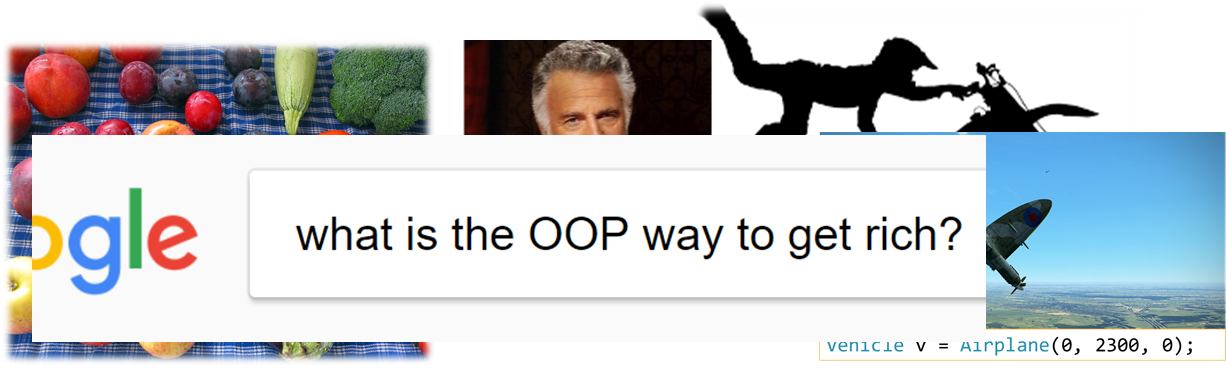 ogle
what is the OOP way to get rich?
Vehicle v = Airplane(0, 2300, 0);